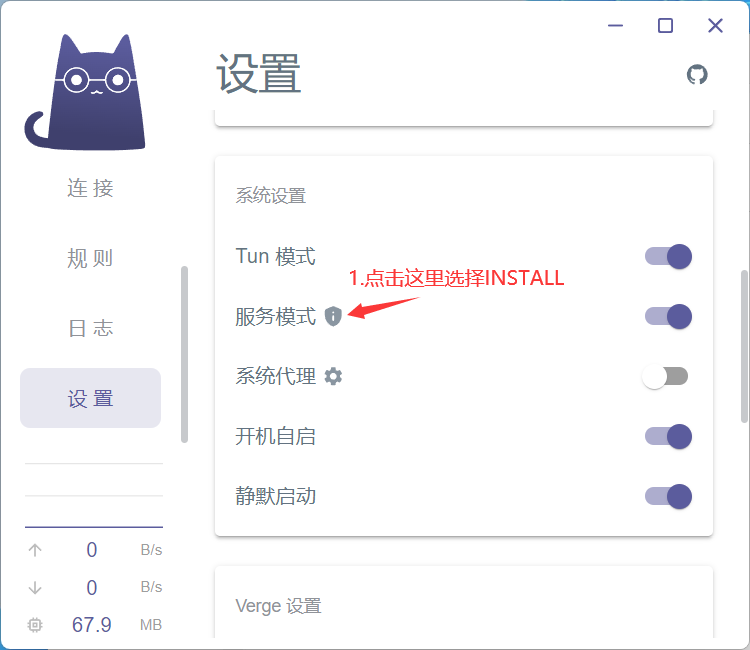 设置
连接
规则
日志
设置
0 B/s
0 B/s
67.9 MB
系统设置
Tun 模式
1.点击这里选择INSTALL
服务模式
系统代理
开机自启
静默启动
Verge 设置